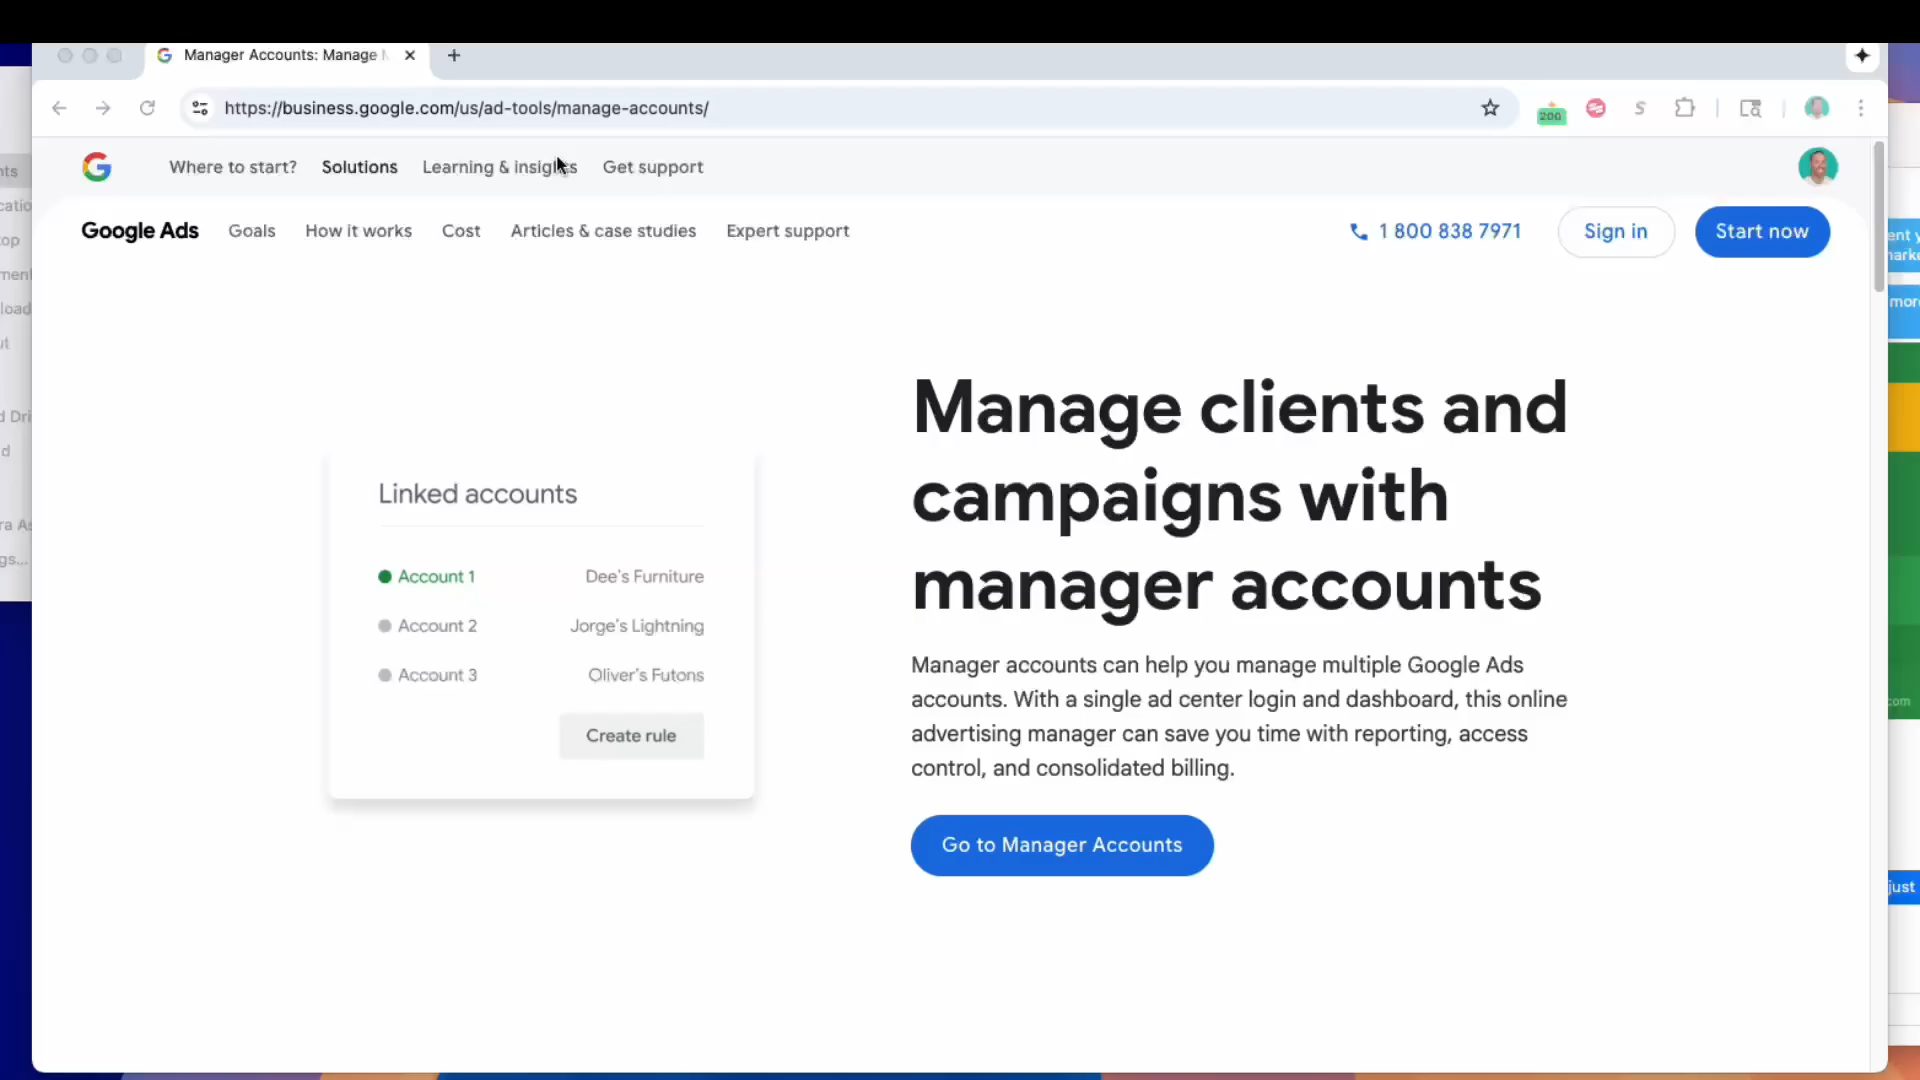 Manager Accounts: Manage
https://business.google.com/us/ad-tools/manage-accounts/
200
Where to start?
Solutions
Learning & insights
Get support
Google Ads
Goals
How it works
Cost
Articles & case studies
Expert support
1 800 838 7971
Sign in
Start now
Linked accounts
Account 1 Dee's Furniture
Account 2 Jorge's Lightning
Account 3 Oliver's Futons
Create rule
Manage clients and
campaigns with
manager accounts
Manager accounts can help you manage multiple Google Ads
accounts. With a single ad center login and dashboard, this online
advertising manager can save you time with reporting, access
control, and consolidated billing.
Go to Manager Accounts
just